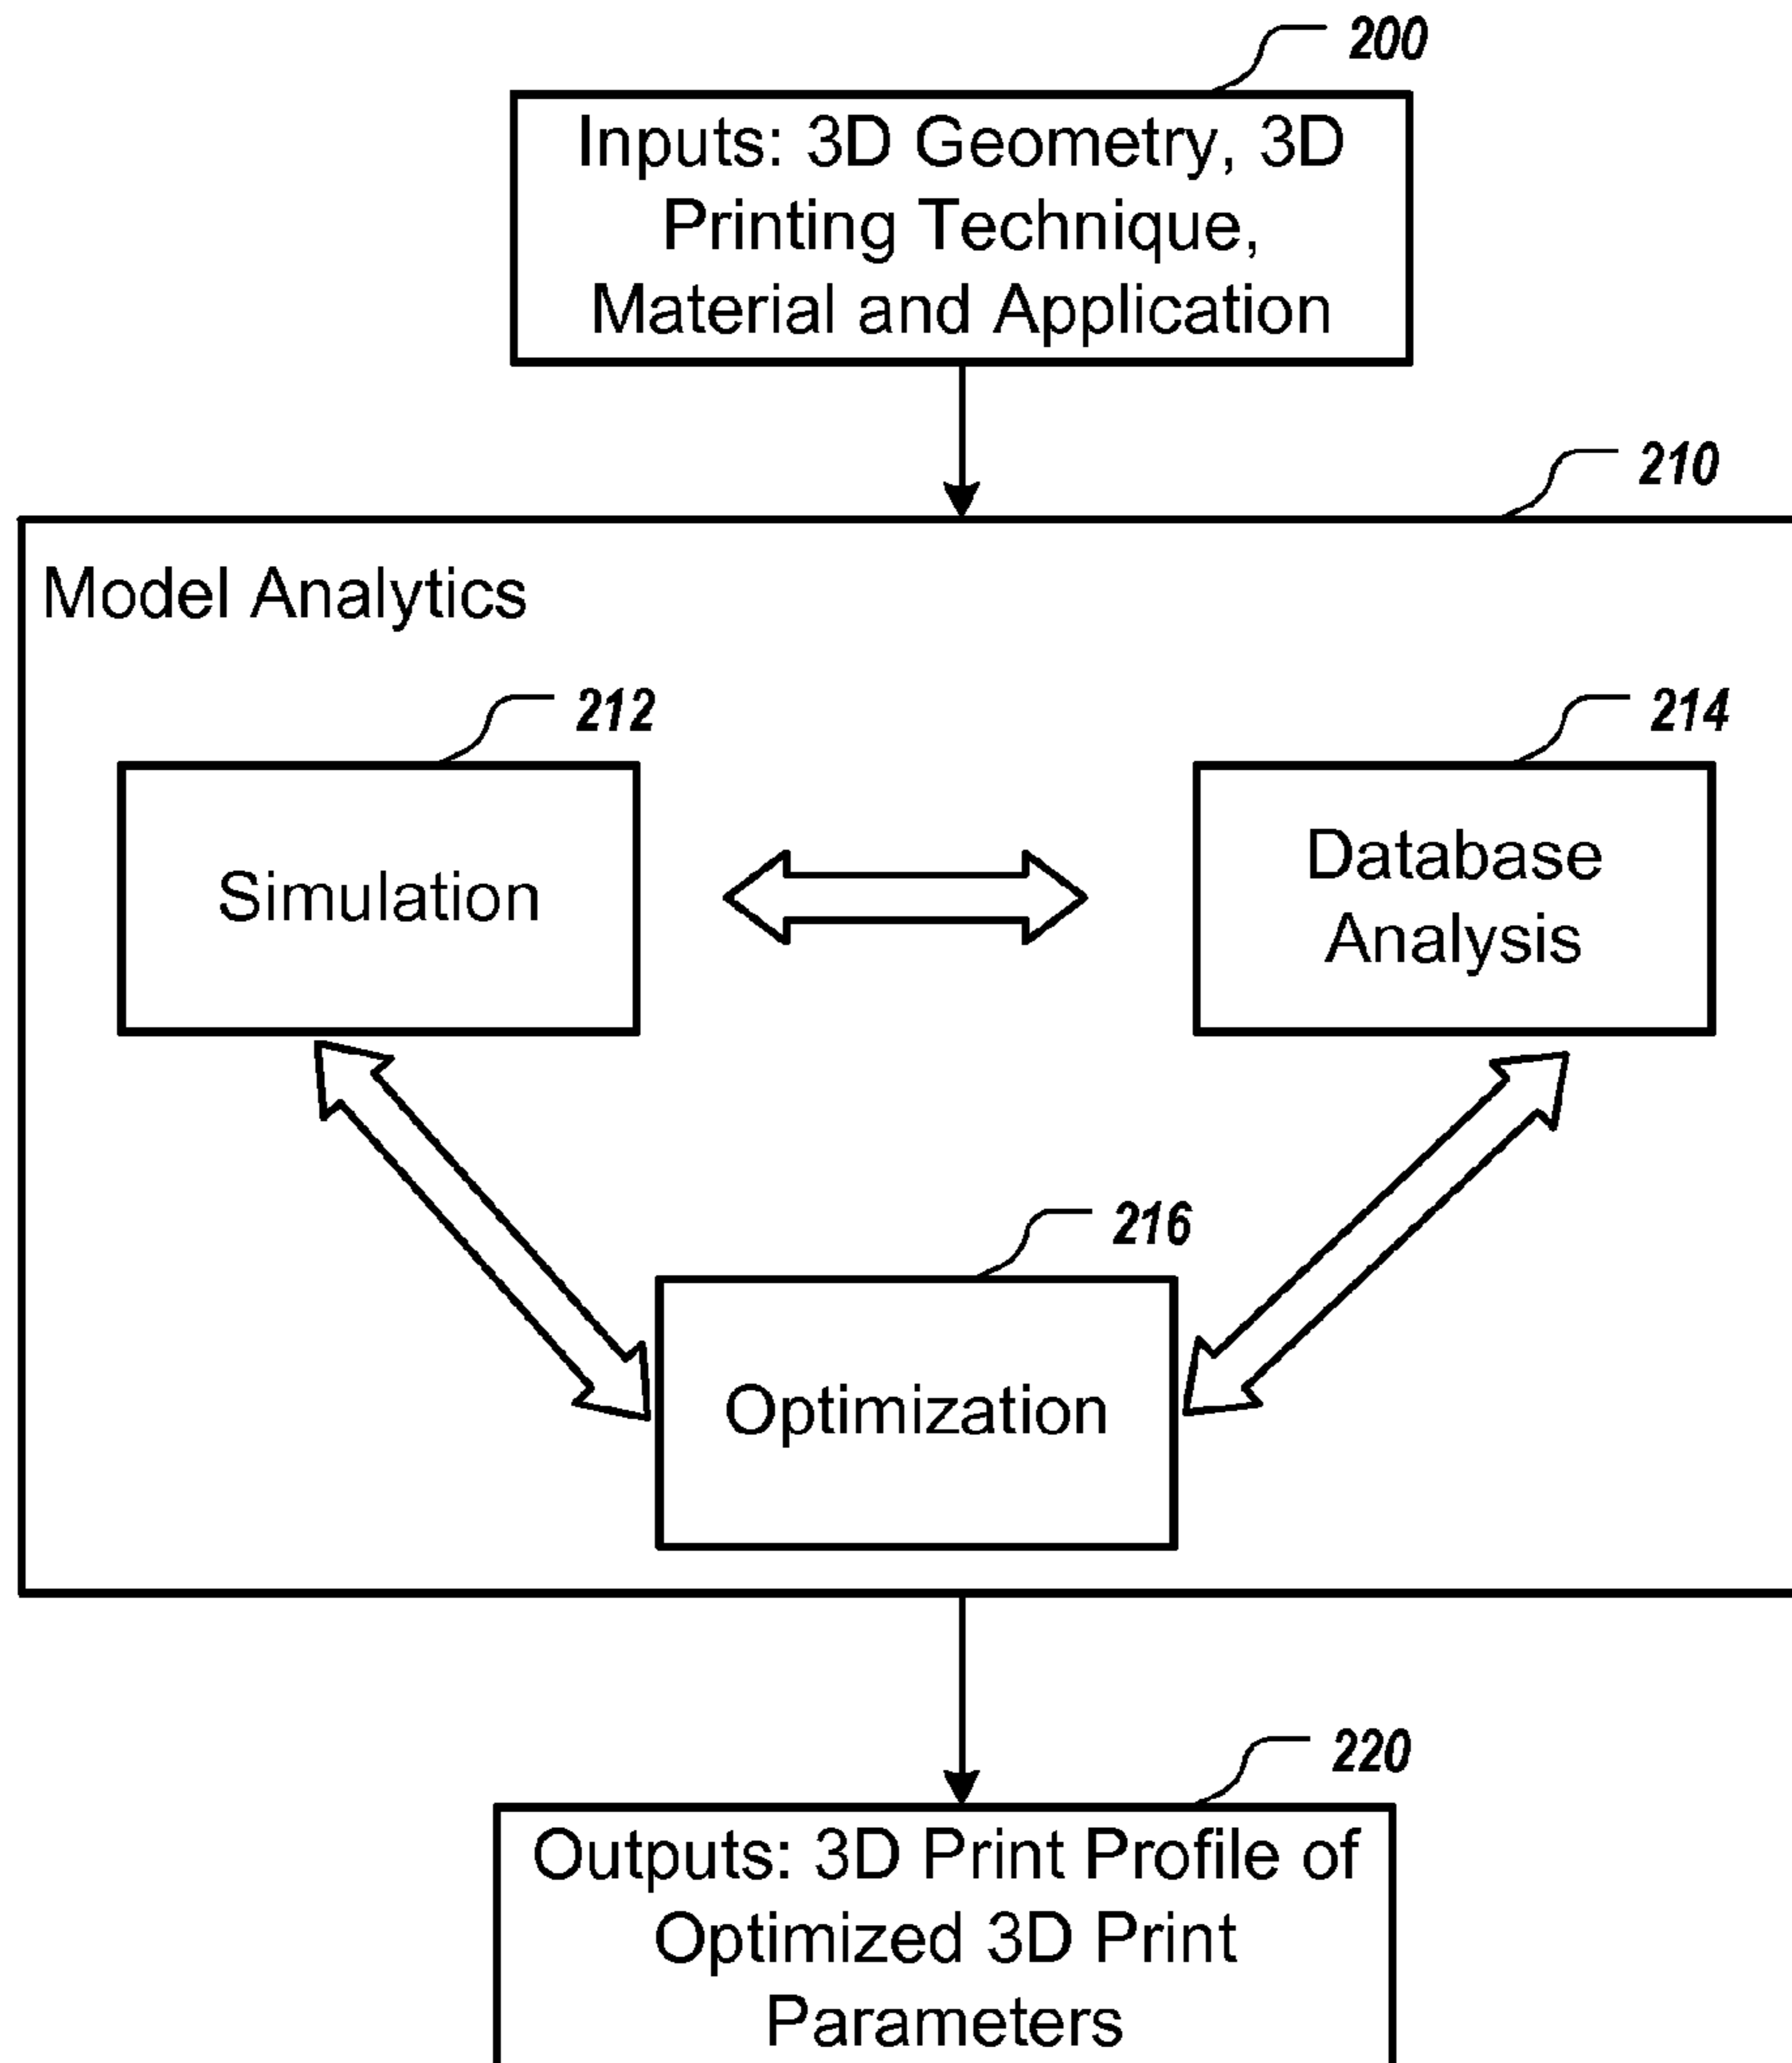 200
Inputs: 3D Geometry, 3D
Printing Technique,
Material and Application
210
Model Analytics
212
214
Simulation
Database
Analysis
216
Optimization
220
Outputs: 3D Print Profile of
Optimized 3D Print
Parameters